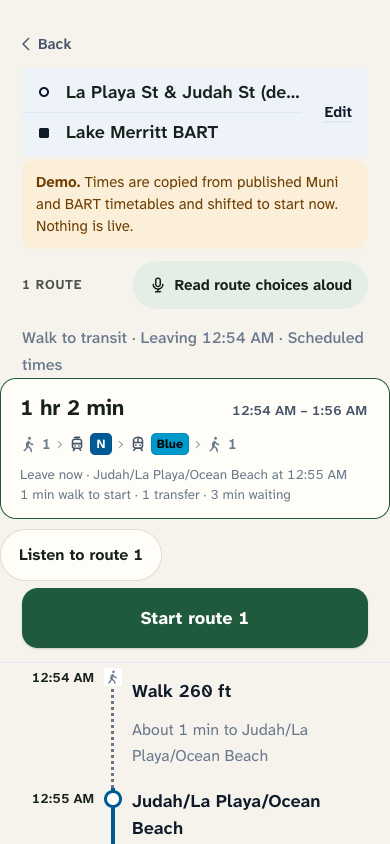 Back
La Playa St & Judah St (de...
Edit
Lake Merritt BART
Demo. Times are copied from published Muni
and BART timetables and shifted to start now.
Nothing is live.
1 ROUTE
Read route choices aloud
Walk to transit · Leaving 12:54 AM · Scheduled
times
1 hr 2 min
12:54 AM – 1:56 AM
1 > N > Blue > 1
Leave now · Judah/La Playa/Ocean Beach at 12:55 AM
1 min walk to start · 1 transfer · 3 min waiting
Listen to route 1
Start route 1
12:54 AM
Walk 260 ft
About 1 min to Judah/La
Playa/Ocean Beach
12:55 AM
Judah/La Playa/Ocean
Beach